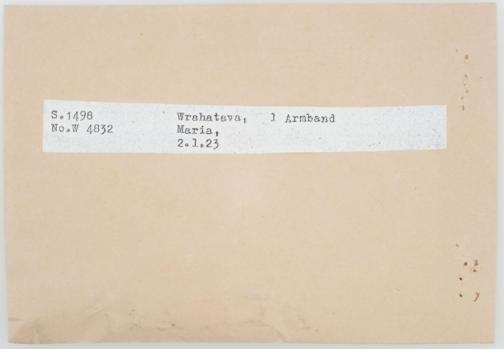 S.1498 Wrahatava, 1 Armband
No.W 4832 Maria,
2.1.23